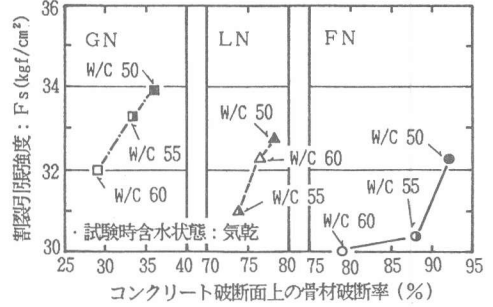 割裂引張強度：Fs(kgf/cm²)
36
34
32
30
GN
LN
FN
W/C 50
W/C 55
W/C 60
W/C 50
W/C 60
W/C 55
W/C 50
W/C 55
W/C 60
・試験時含水状態：気乾
25 30 35 40 70 75 80 75 80 85 90 95
コンクリート破断面上の骨材破断率（％）